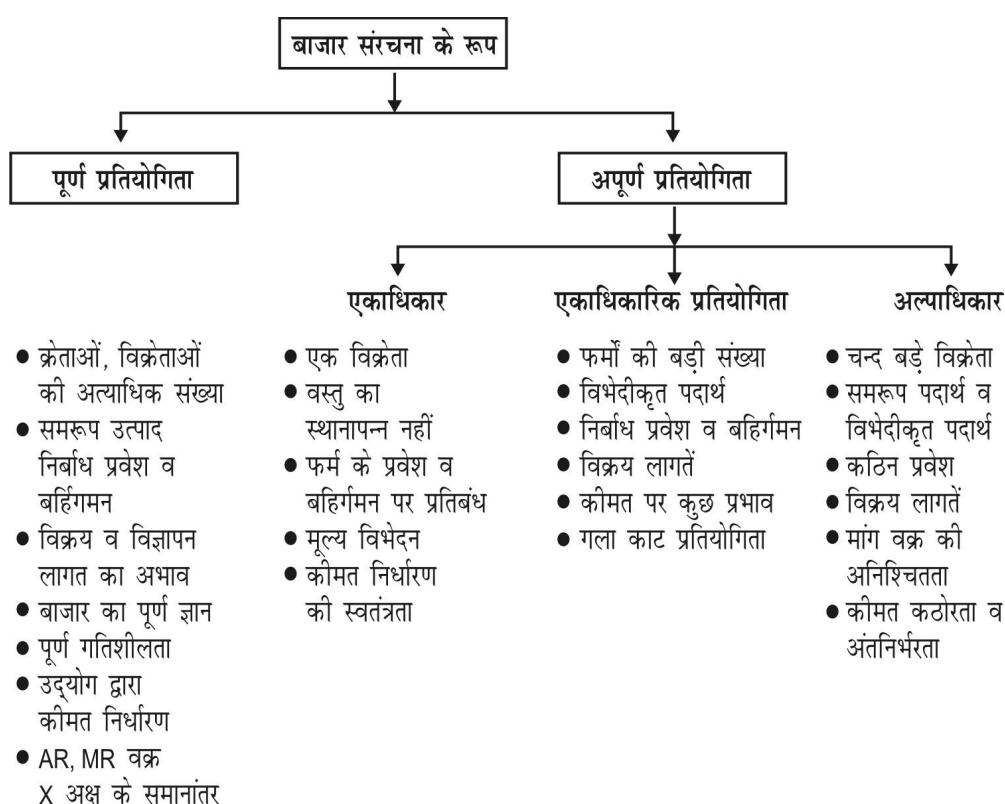 बाजार संरचना के रूप
पूर्ण प्रतियोगिता
अपूर्ण प्रतियोगिता
एकाधिकार
एकाधिकारिक प्रतियोगिता
अल्पाधिकार
● क्रेताओं, विक्रेताओं
की अत्याधिक संख्या
● समरूप उत्पाद
निर्बाध प्रवेश व
बर्हिगमन
● विक्रय व विज्ञापन
लागत का अभाव
● बाजार का पूर्ण ज्ञान
● पूर्ण गतिशीलता
● उद्योग द्वारा
कीमत निर्धारण
● AR, MR वक्र
X अक्ष के समानांतर
● एक विक्रेता
● वस्तु का
स्थानापन्न नहीं
● फर्म के प्रवेश व
बहिर्गमन पर प्रतिबंध
● मूल्य विभेदन
● कीमत निर्धारण
की स्वतंत्रता
● फर्मों की बड़ी संख्या
● विभेदीकृत पदार्थ
● निर्बाध प्रवेश व बहिर्गमन
● विक्रय लागतें
● कीमत पर कुछ प्रभाव
● गला काट प्रतियोगिता
● चन्द बड़े विक्रेता
● समरूप पदार्थ व
विभेदीकृत पदार्थ
● कठिन प्रवेश
● विक्रय लागतें
● मांग वक्र की
अनिश्चितता
● कीमत कठोरता व
अंतनिर्भरता